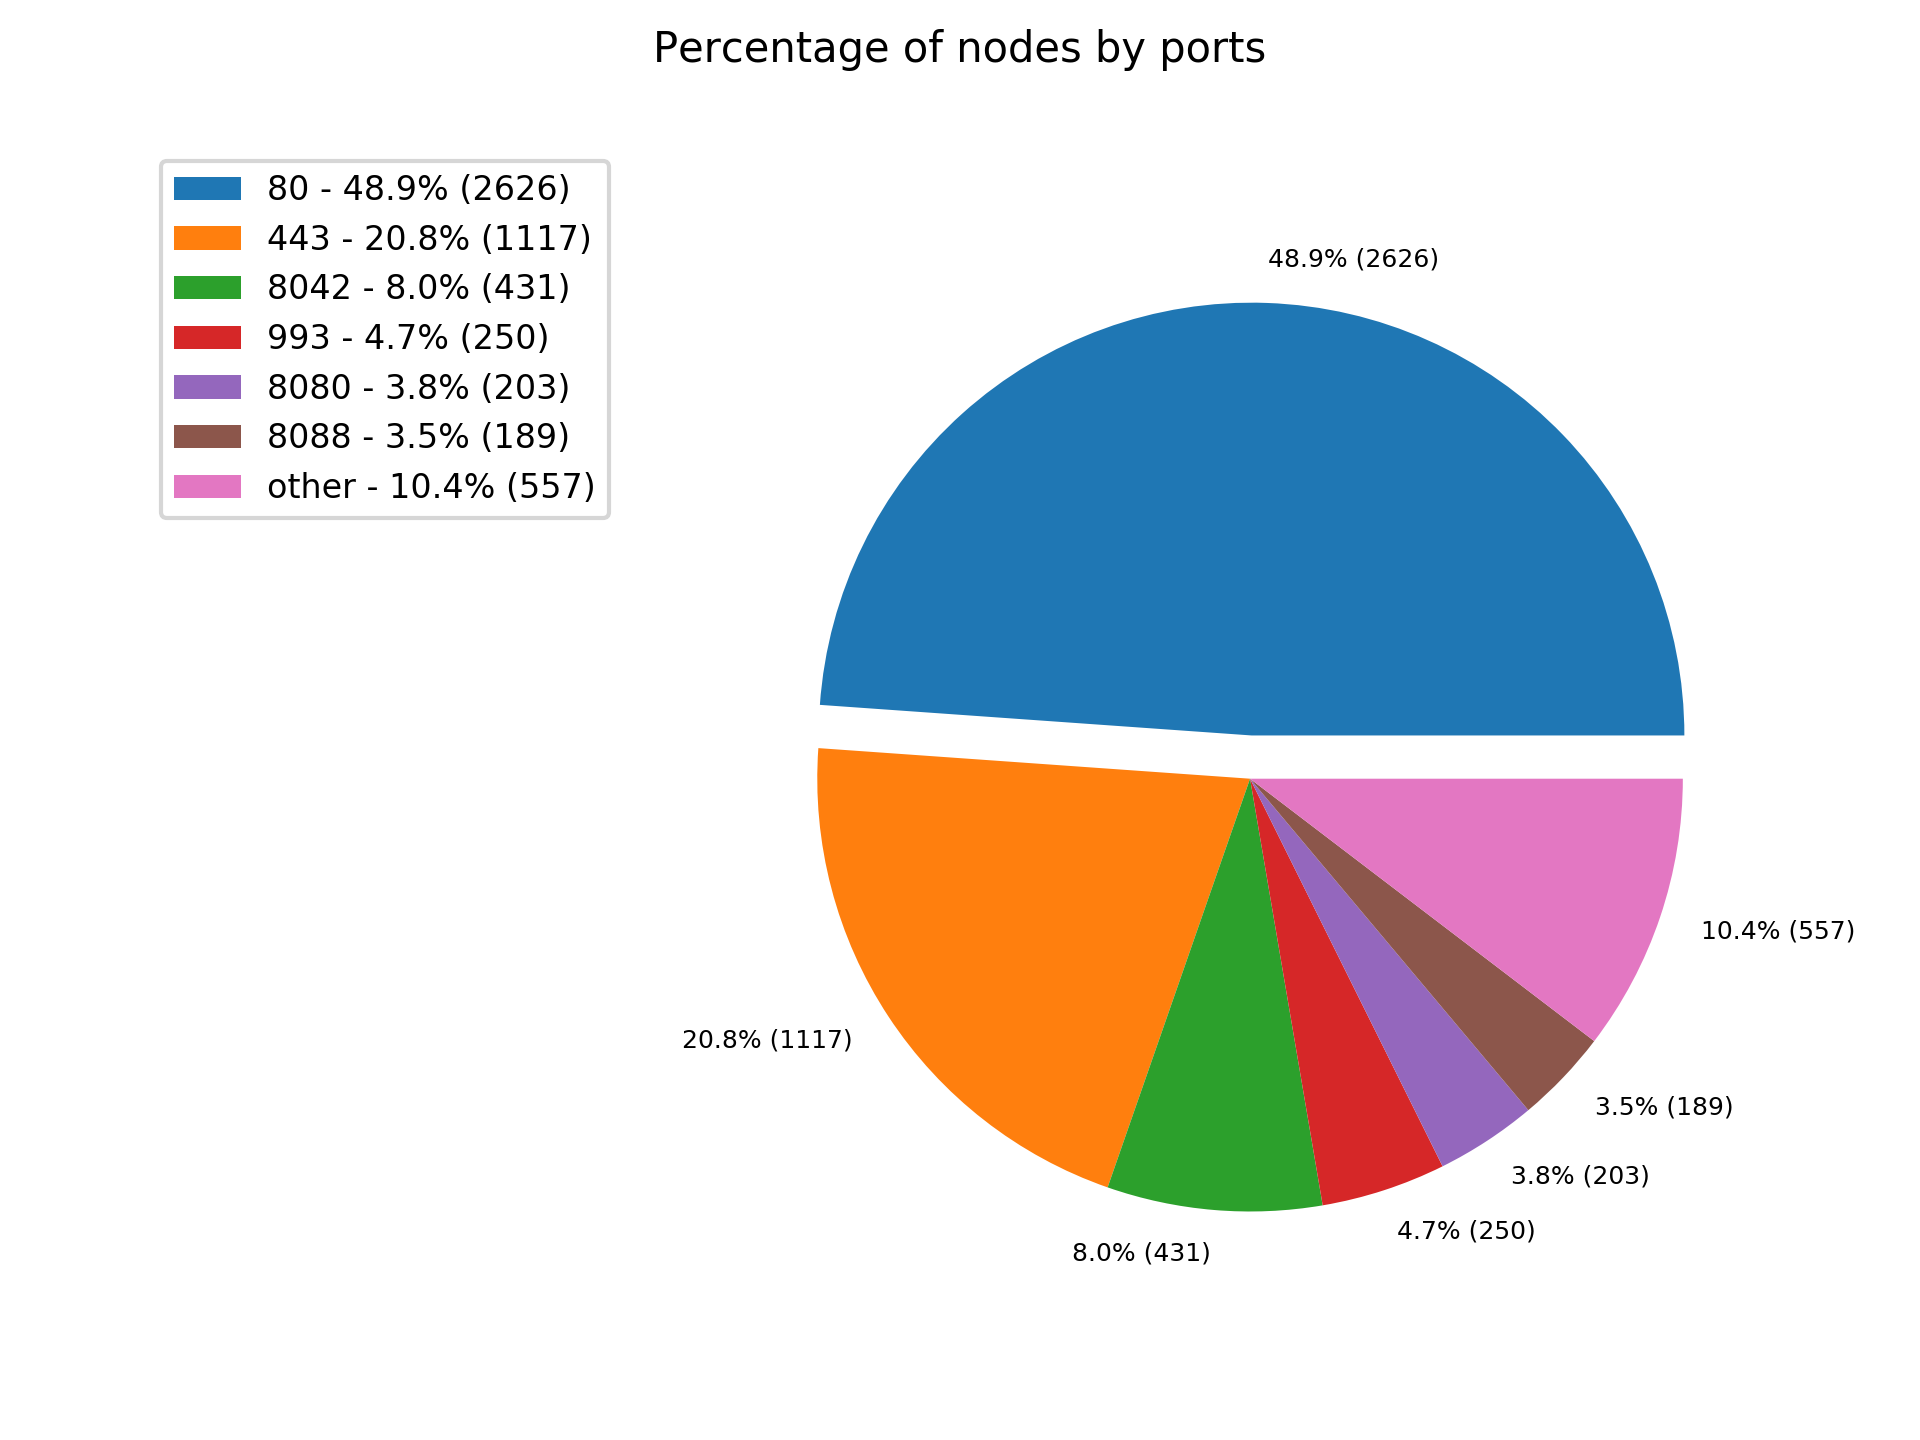 Percentage of nodes by ports
80 - 48.9% (2626)
443 - 20.8% (1117)
8042 - 8.0% (431)
993 - 4.7% (250)
8080 - 3.8% (203)
8088 - 3.5% (189)
other - 10.4% (557)
48.9% (2626)
10.4% (557)
20.8% (1117)
3.5% (189)
3.8% (203)
4.7% (250)
8.0% (431)